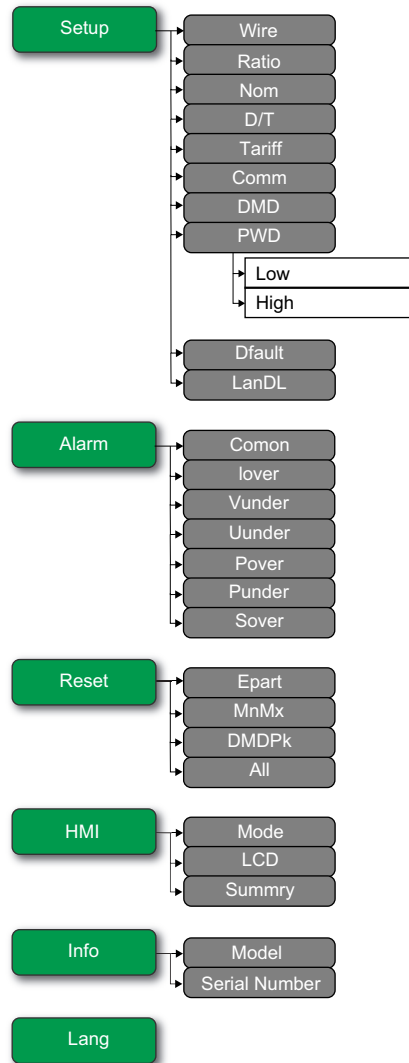 Setup
Wire
Ratio
Nom
D/T
Tariff
Comm
DMD
PWD
Low
High
Dfault
LanDL
Alarm
Comon
Iover
Vunder
Uunder
Pover
Punder
Sover
Reset
Epart
MnMx
DMDPk
All
HMI
Mode
LCD
Summry
Info
Model
Serial Number
Lang